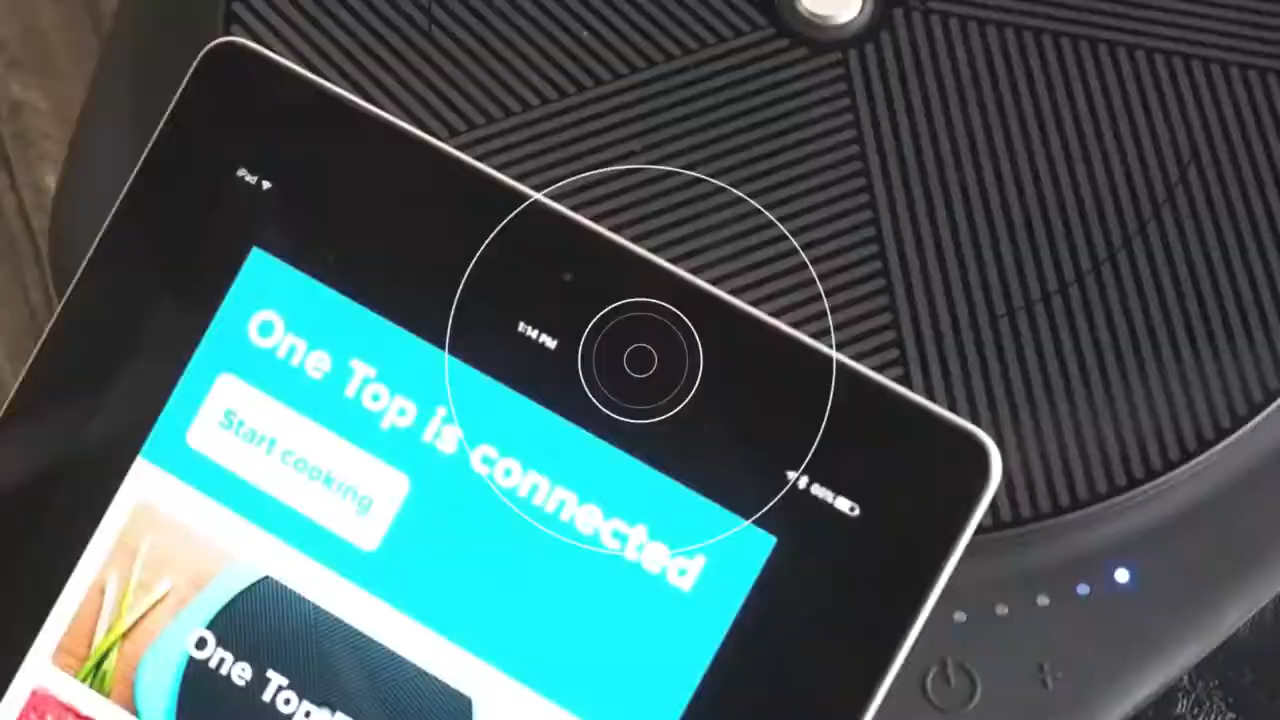 iPad
1:14 PM
One Top is connected
Start cooking
One Top